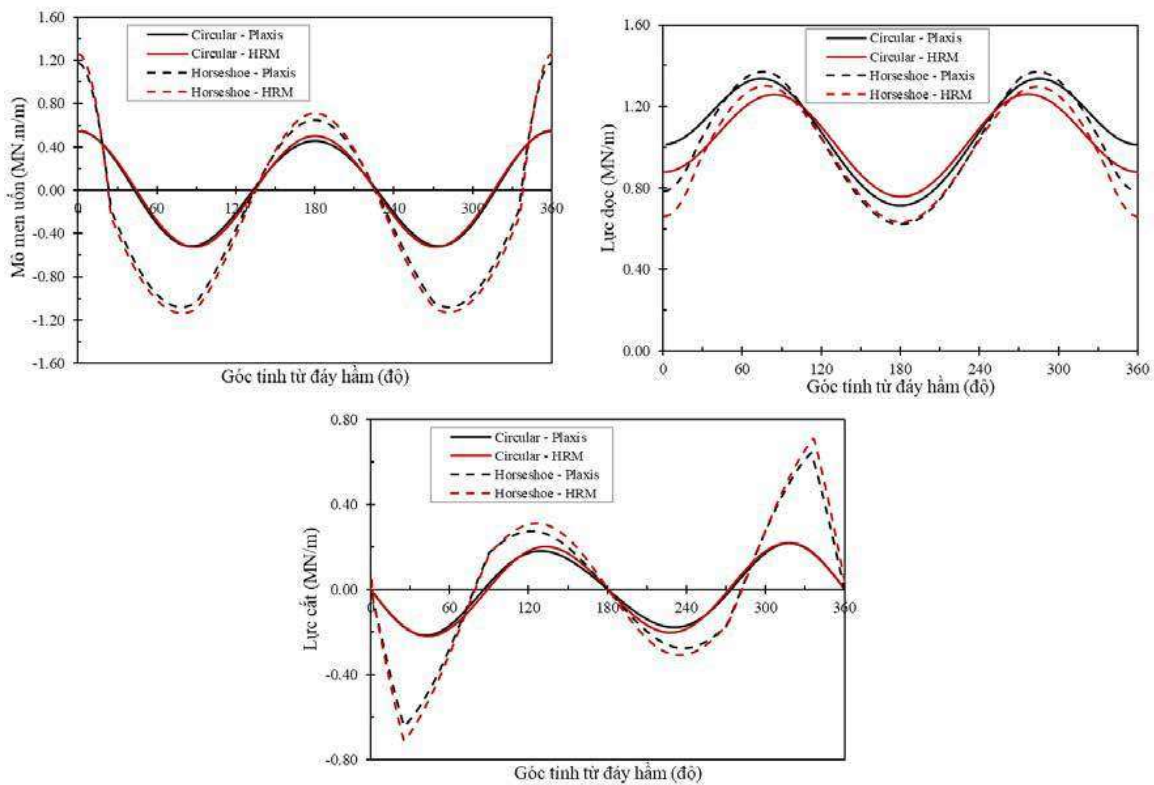 1.60
1.20
0.80
0.40
0.00
-0.40
-0.80
-1.20
-1.60
Circular - Plaxis
Circular - HRM
Horseshoe - Plaxis
Horseshoe - HRM
0 60 120 180 240 300 360
Mô men uốn (MN.m/m)
Góc tính từ đáy hầm (độ)
1.60
1.20
0.80
0.40
0.00
Circular - Plaxis
Circular - HRM
Horseshoe - Plaxis
Horseshoe - HRM
0 60 120 180 240 300 360
Lực dọc (MN/m)
Góc tính từ đáy hầm (độ)
0.80
0.40
0.00
-0.40
-0.80
Circular - Plaxis
Circular - HRM
Horseshoe - Plaxis
Horseshoe - HRM
0 60 120 180 240 300 360
Lực cắt (MN/m)
Góc tính từ đáy hầm (độ)